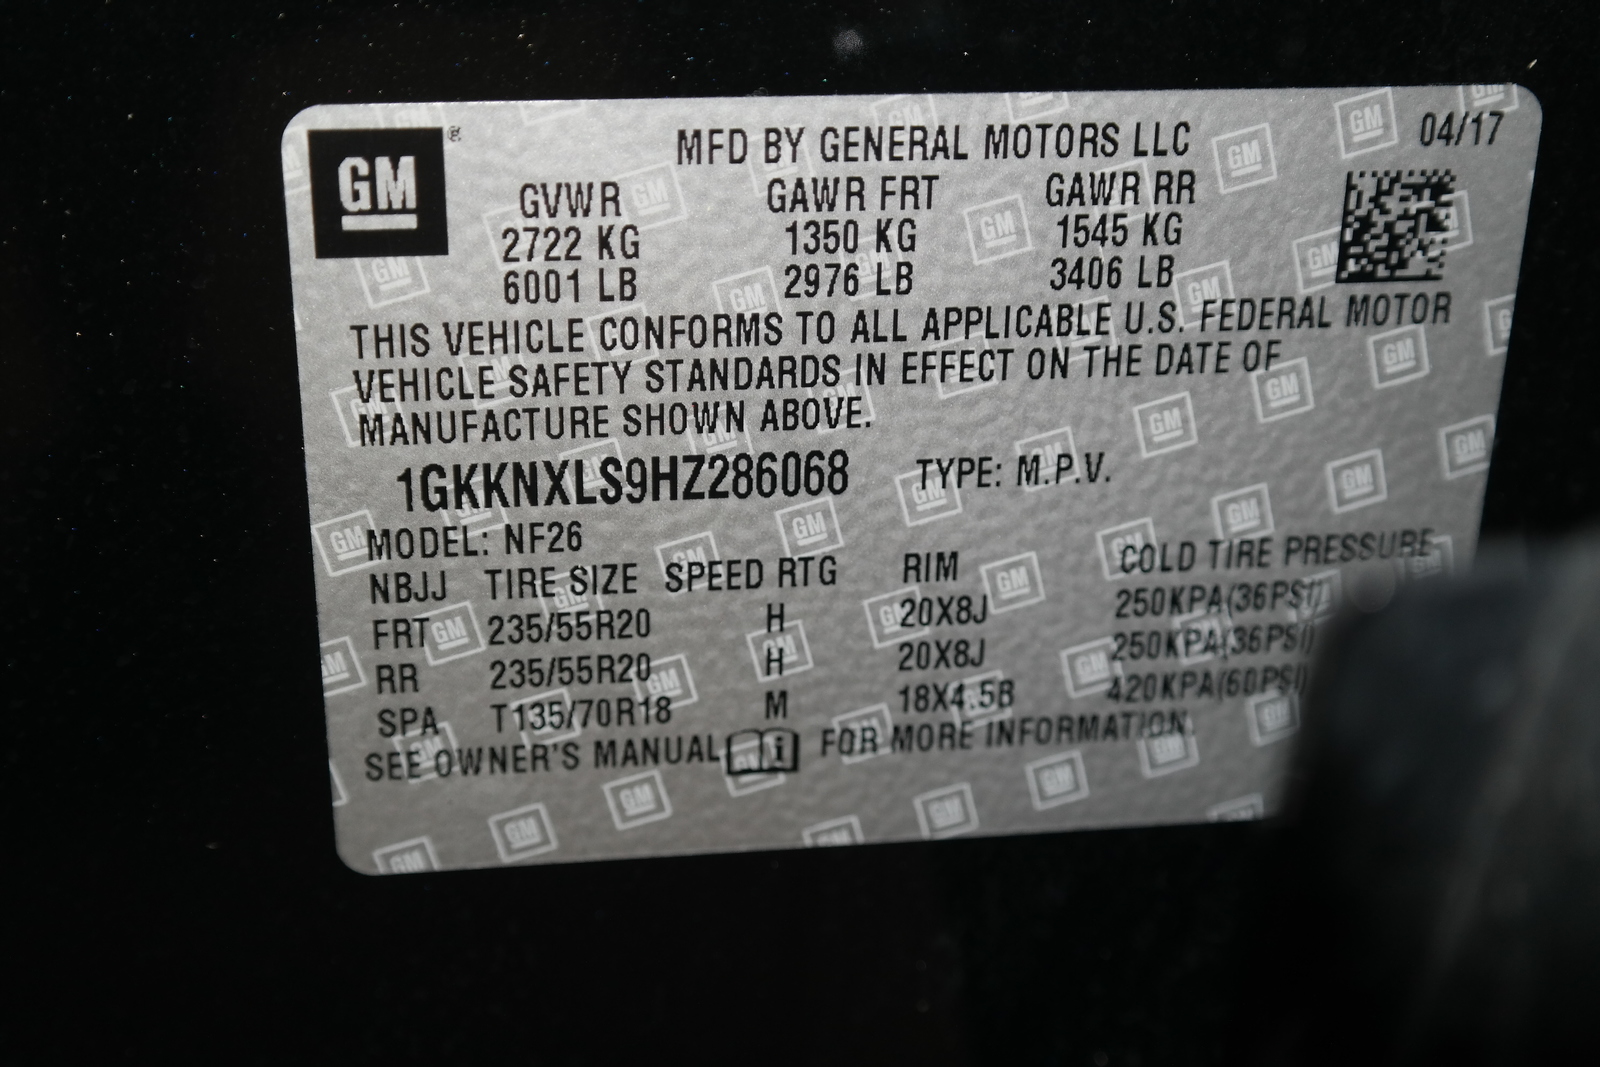 GM ® MFD BY GENERAL MOTORS LLC 04/17
GVWR GAWR FRT GAWR RR
2722 KG 1350 KG 1545 KG
6001 LB 2976 LB 3406 LB
THIS VEHICLE CONFORMS TO ALL APPLICABLE U.S. FEDERAL MOTOR
VEHICLE SAFETY STANDARDS IN EFFECT ON THE DATE OF
MANUFACTURE SHOWN ABOVE.
1GKKNXLS9HZ286068 TYPE: M.P.V.
MODEL: NF26
NBJJ TIRE SIZE SPEED RTG RIM COLD TIRE PRESSURE
FRT 235/55R20 H 20X8J 250KPA(36PSI)
RR 235/55R20 H 20X8J 250KPA(36PSI)
SPA T135/70R18 M 18X4.5B 420KPA(60PSI)
SEE OWNER'S MANUAL i FOR MORE INFORMATION.